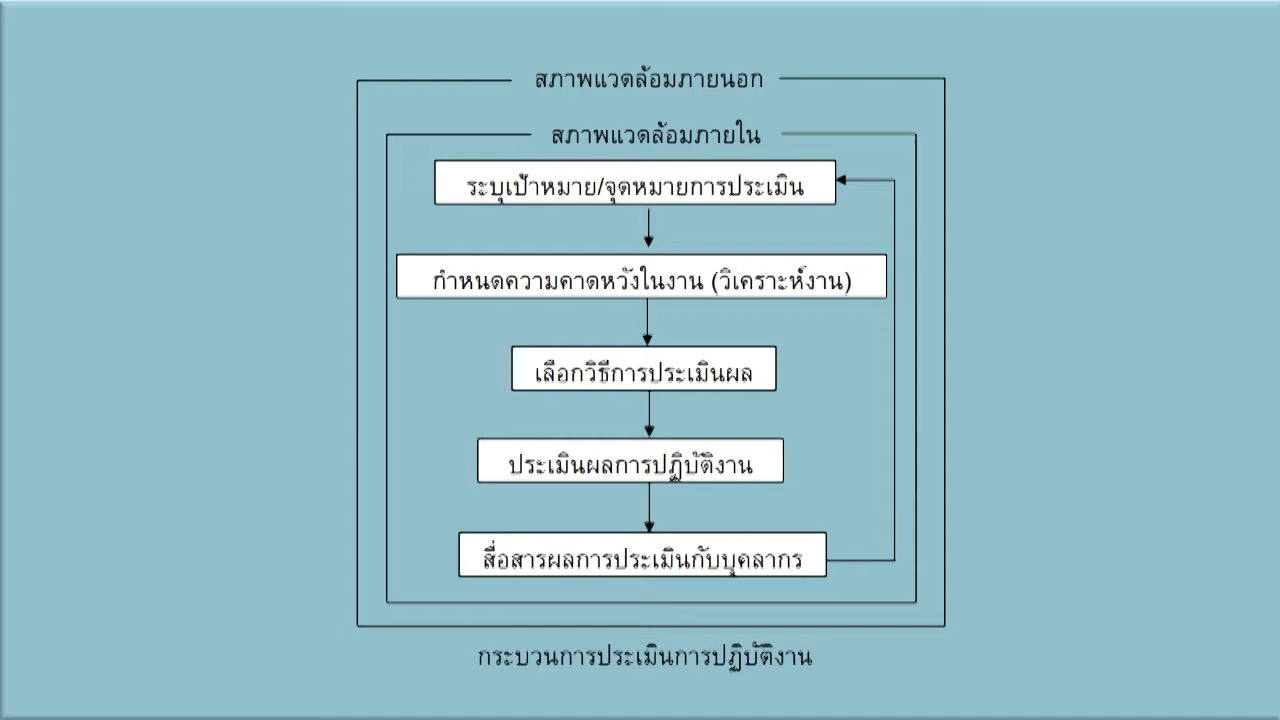 สภาพแวดล้อมภายนอก
สภาพแวดล้อมภายใน
ระบุเป้าหมาย/จุดหมายการประเมิน
กำหนดความคาดหวังในงาน (วิเคราะห์งาน)
เลือกวิธีการประเมินผล
ประเมินผลการปฏิบัติงาน
สื่อสารผลการประเมินกับบุคลากร
กระบวนการประเมินการปฏิบัติงาน